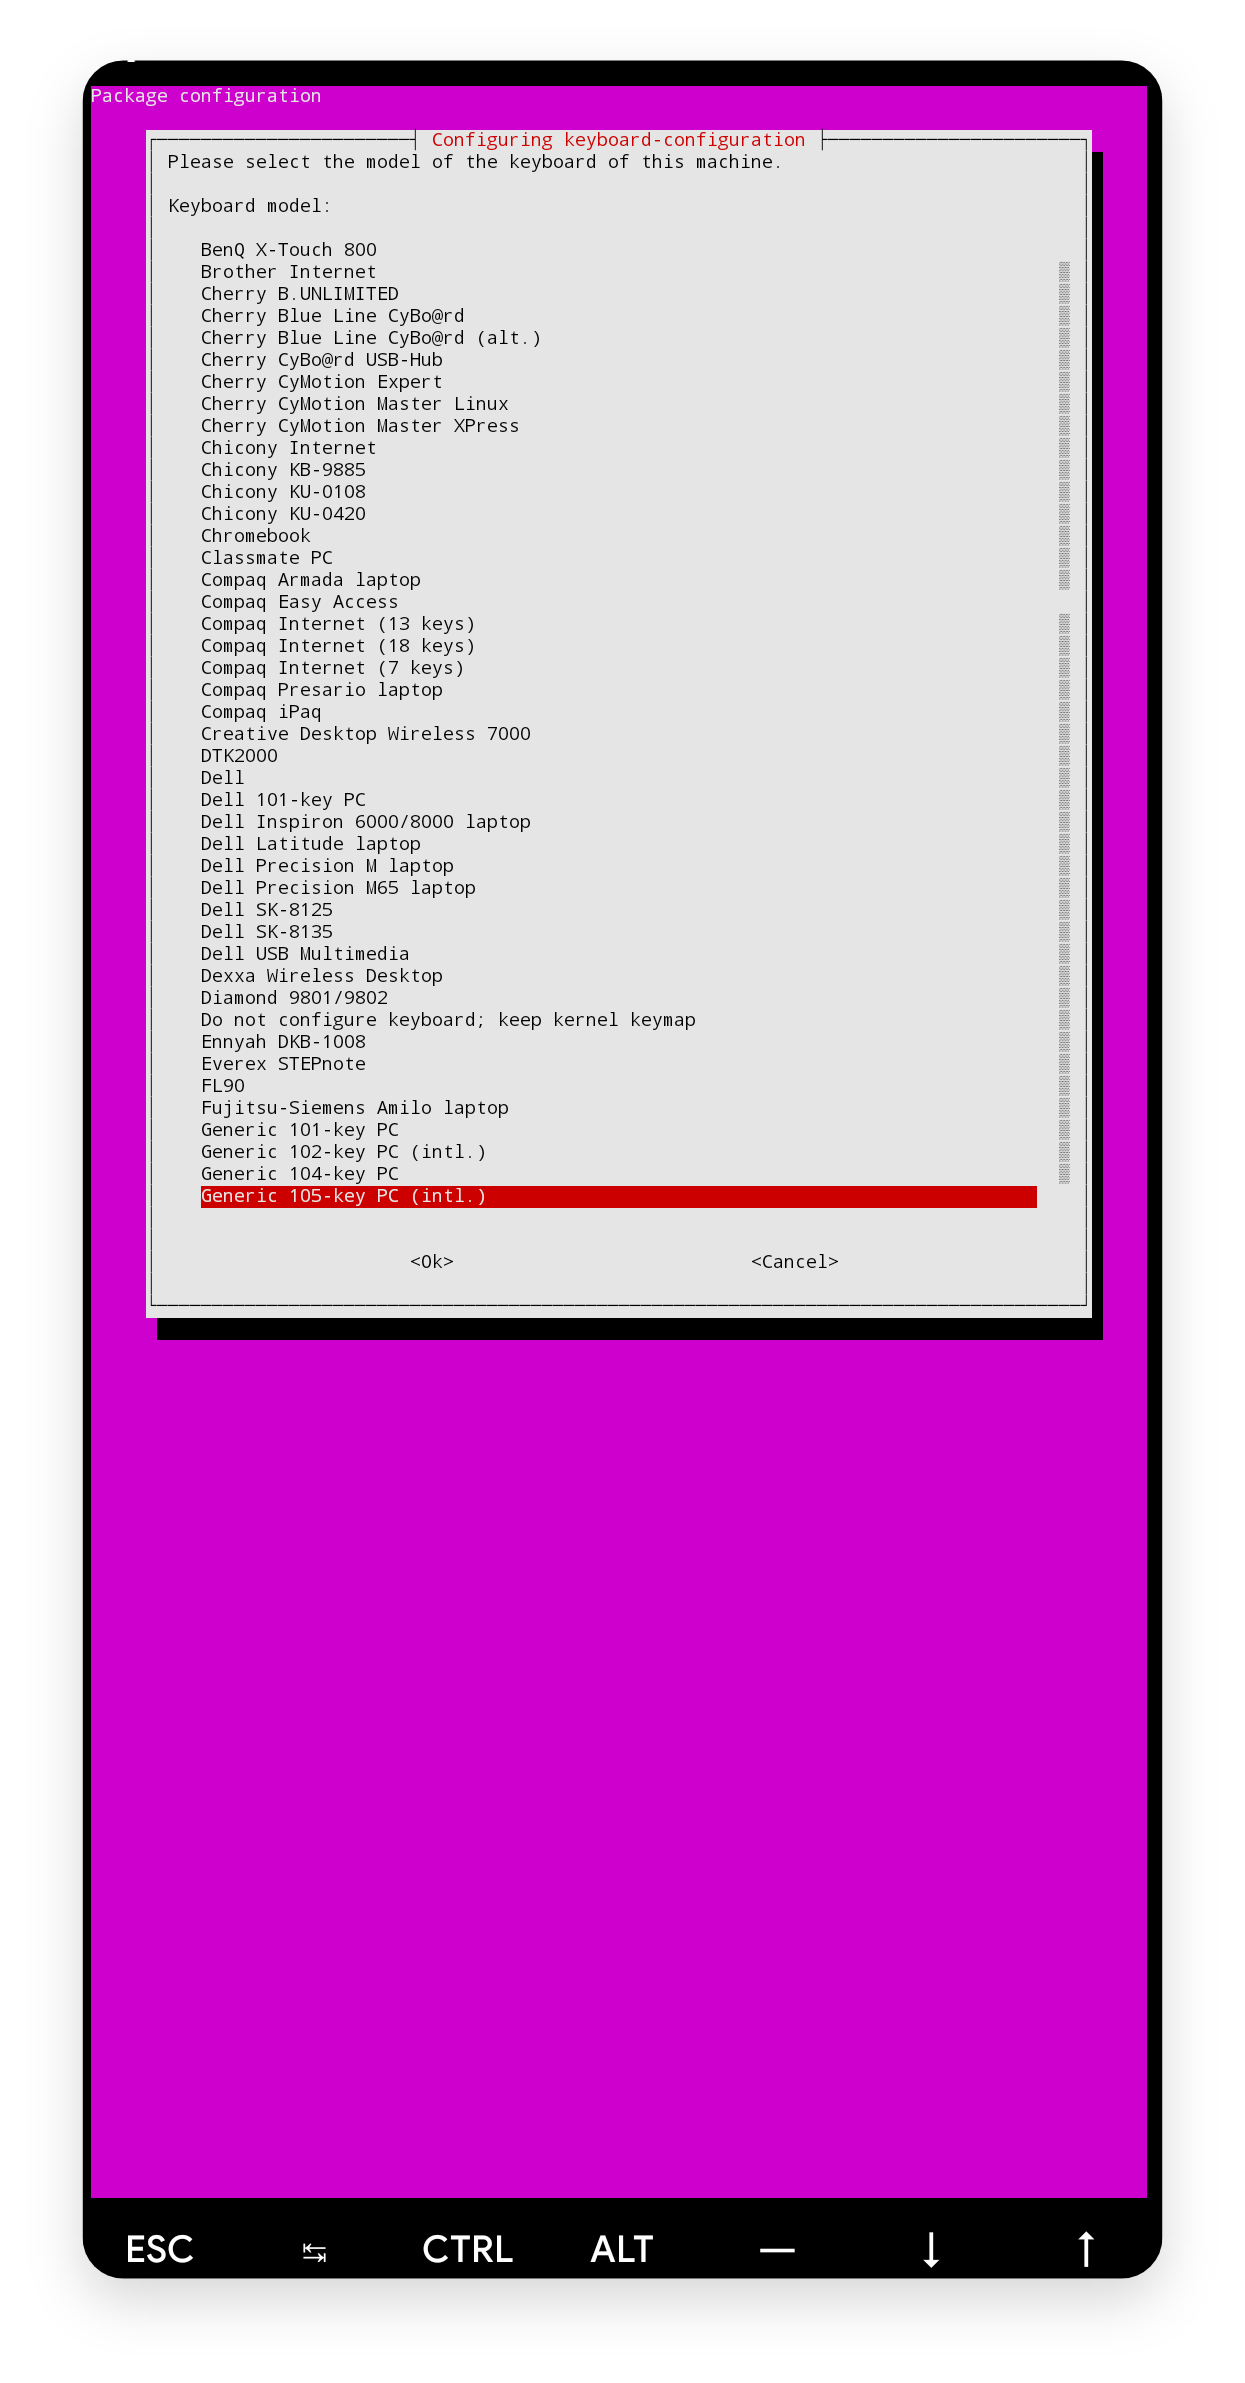 Package configuration
Configuring keyboard-configuration
Please select the model of the keyboard of this machine.
Keyboard model:
BenQ X-Touch 800
Brother Internet
Cherry B.UNLIMITED
Cherry Blue Line CyBo@rd
Cherry Blue Line CyBo@rd (alt.)
Cherry CyBo@rd USB-Hub
Cherry CyMotion Expert
Cherry CyMotion Master Linux
Cherry CyMotion Master XPress
Chicony Internet
Chicony KB-9885
Chicony KU-0108
Chicony KU-0420
Chromebook
Classmate PC
Compaq Armada laptop
Compaq Easy Access
Compaq Internet (13 keys)
Compaq Internet (18 keys)
Compaq Internet (7 keys)
Compaq Presario laptop
Compaq iPaq
Creative Desktop Wireless 7000
DTK2000
Dell
Dell 101-key PC
Dell Inspiron 6000/8000 laptop
Dell Latitude laptop
Dell Precision M laptop
Dell Precision M65 laptop
Dell SK-8125
Dell SK-8135
Dell USB Multimedia
Dexxa Wireless Desktop
Diamond 9801/9802
Do not configure keyboard; keep kernel keymap
Ennyah DKB-1008
Everex STEPnote
FL90
Fujitsu-Siemens Amilo laptop
Generic 101-key PC
Generic 102-key PC (intl.)
Generic 104-key PC
Generic 105-key PC (intl.)
<Ok> <Cancel>
ESC ↹ CTRL ALT — ↓ ↑